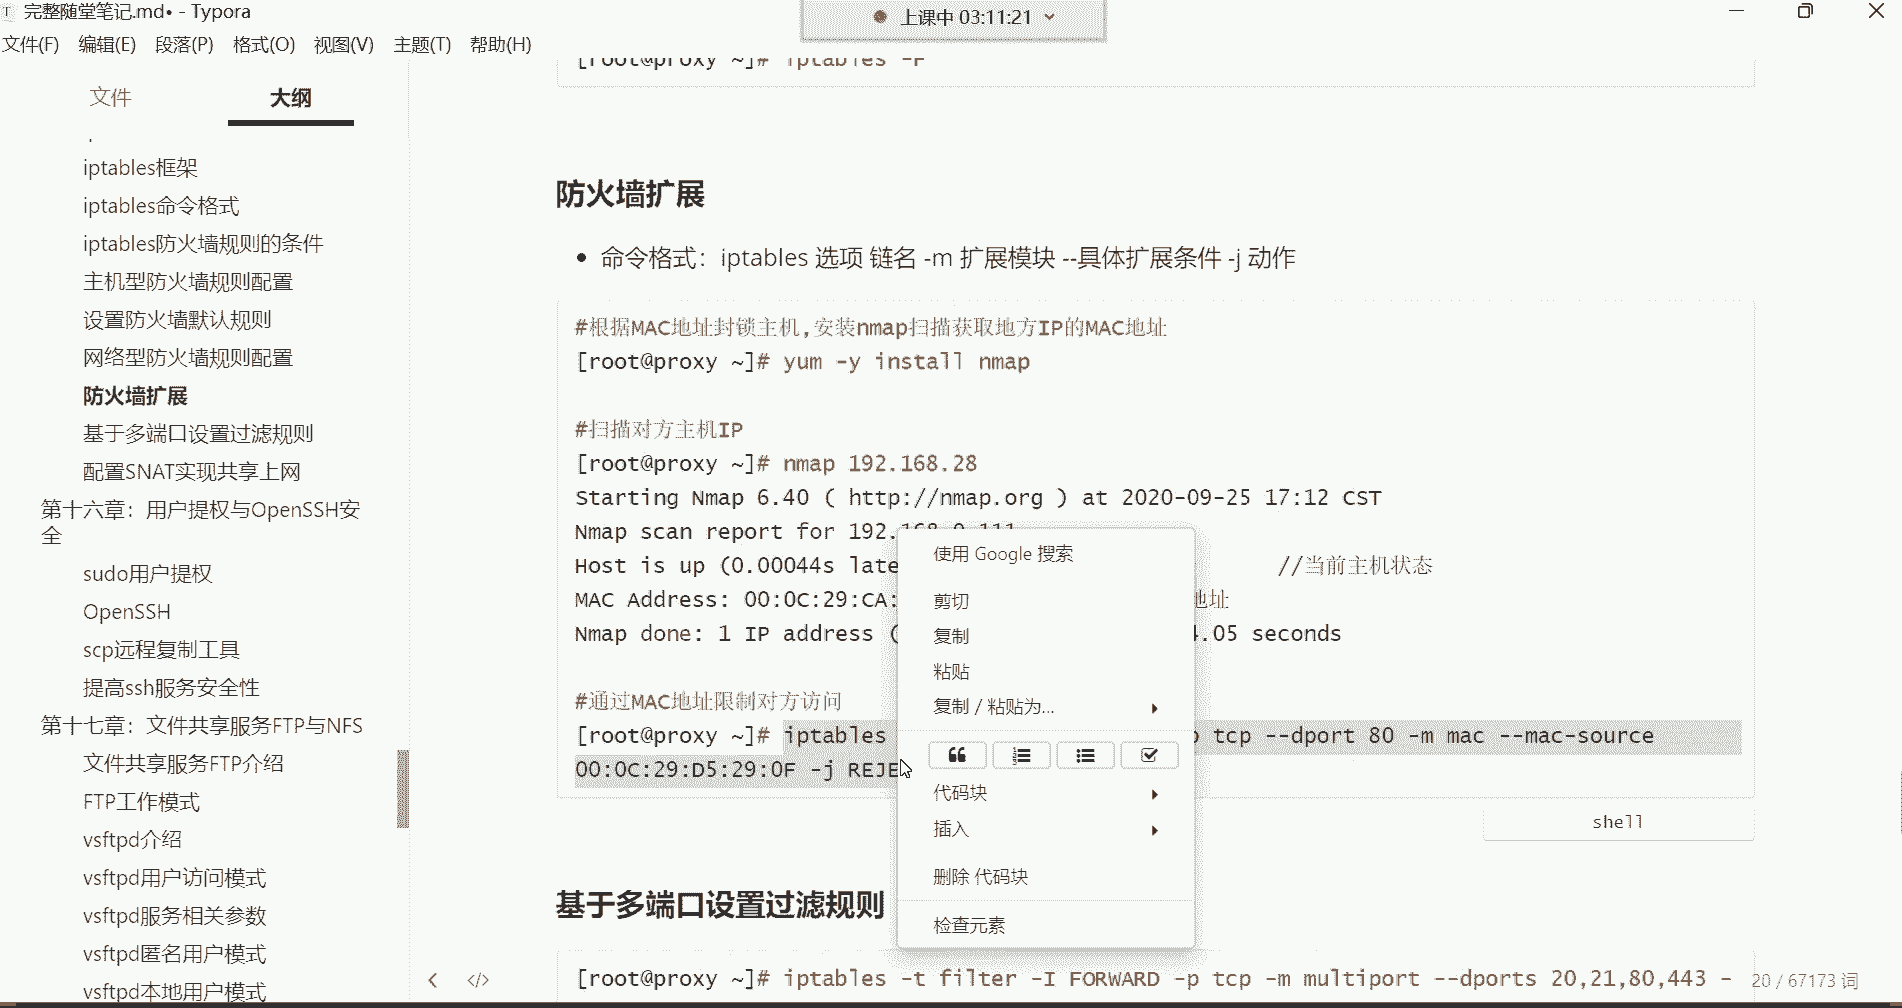 完整随堂笔记.md• - Typora
上课中 03:11:21
文件(F) 编辑(E) 段落(P) 格式(O) 视图(V) 主题(T) 帮助(H)
文件 大纲
iptables框架
iptables命令格式
iptables防火墙规则的条件
主机型防火墙规则配置
设置防火墙默认规则
网络型防火墙规则配置
防火墙扩展
基于多端口设置过滤规则
配置SNAT实现共享上网
第十六章：用户提权与OpenSSH安
全
sudo用户提权
OpenSSH
scp远程复制工具
提高ssh服务安全性
第十七章：文件共享服务FTP与NFS
文件共享服务FTP介绍
FTP工作模式
vsftpd介绍
vsftpd用户访问模式
vsftpd服务相关参数
vsftpd匿名用户模式
vsftpd本地用户模式
[root@proxy ~]# iptables -F
防火墙扩展
• 命令格式：iptables 选项 链名 -m 扩展模块 --具体扩展条件 -j 动作
#根据MAC地址封锁主机,安装nmap扫描获取地方IP的MAC地址
[root@proxy ~]# yum -y install nmap
#扫描对方主机IP
[root@proxy ~]# nmap 192.168.28
Starting Nmap 6.40 ( http://nmap.org ) at 2020-09-25 17:12 CST
Nmap scan report for 192.168.0.111
Host is up (0.00044s late //当前主机状态
MAC Address: 00:0C:29:CA: 地址
Nmap done: 1 IP address ( 4.05 seconds
#通过MAC地址限制对方访问
[root@proxy ~]# iptables p tcp --dport 80 -m mac --mac-source
00:0C:29:D5:29:0F -j REJE
shell
基于多端口设置过滤规则
[root@proxy ~]# iptables -t filter -I FORWARD -p tcp -m multiport --dports 20,21,80,443 -
使用 Google 搜索
剪切
复制
粘贴
复制 / 粘贴为...
代码块
插入
删除 代码块
检查元素
20 / 67173 词